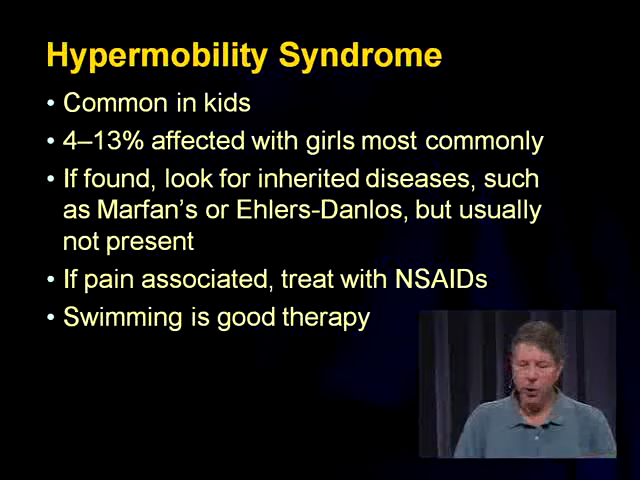 Hypermobility Syndrome
• Common in kids
• 4–13% affected with girls most commonly
• If found, look for inherited diseases, such
as Marfan's or Ehlers-Danlos, but usually
not present
• If pain associated, treat with NSAIDs
• Swimming is good therapy